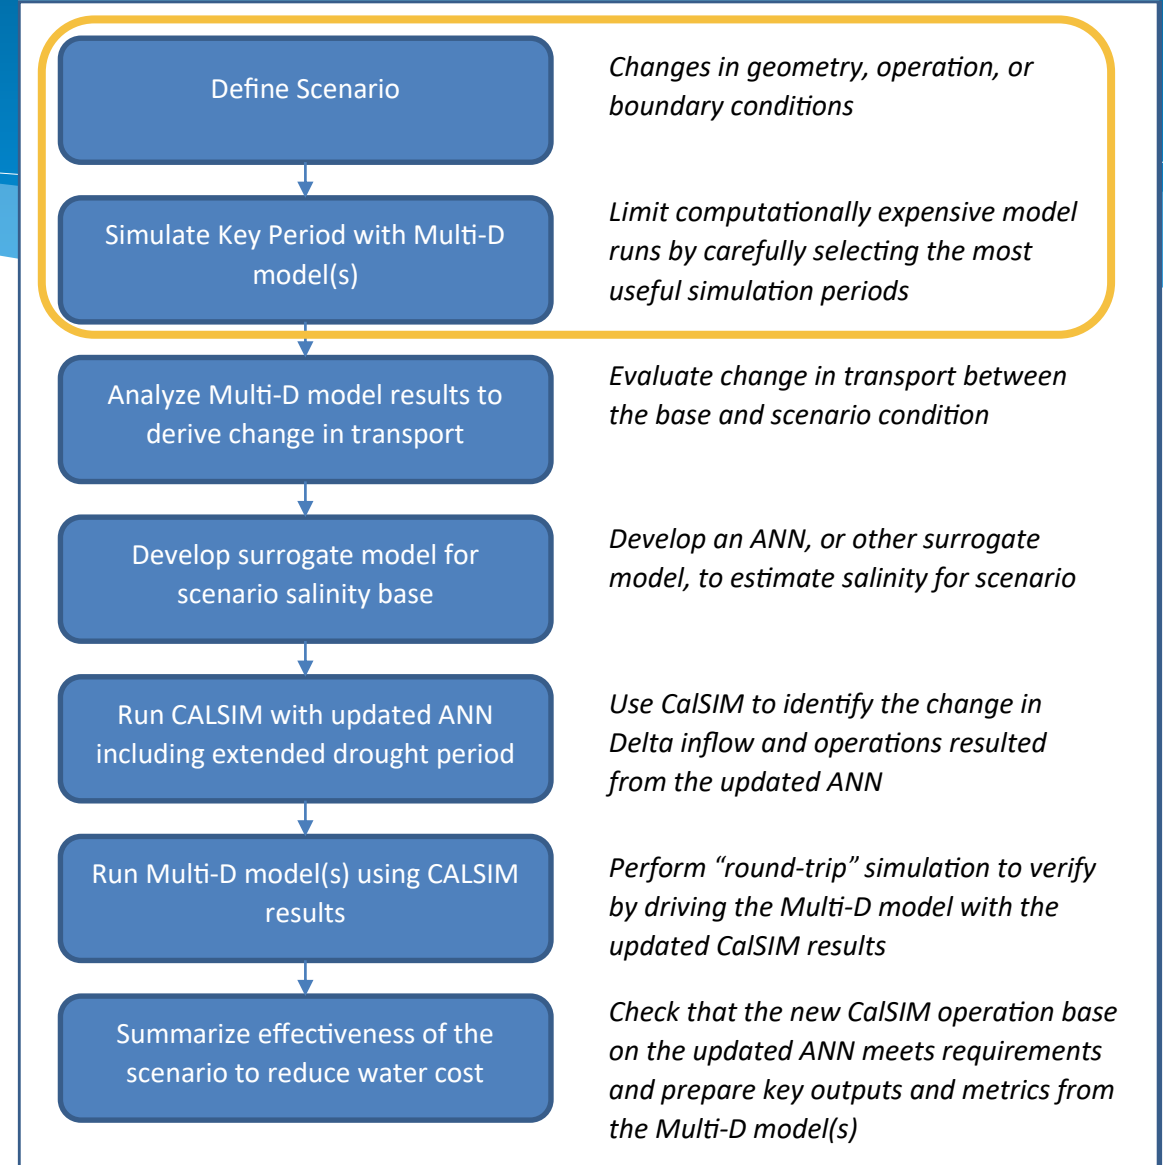 Define Scenario
Changes in geometry, operation, or
boundary conditions
Simulate Key Period with Multi-D
model(s)
Limit computationally expensive model
runs by carefully selecting the most
useful simulation periods
Analyze Multi-D model results to
derive change in transport
Evaluate change in transport between
the base and scenario condition
Develop surrogate model for
scenario salinity base
Develop an ANN, or other surrogate
model, to estimate salinity for scenario
Run CALSIM with updated ANN
including extended drought period
Use CalSIM to identify the change in
Delta inflow and operations resulted
from the updated ANN
Run Multi-D model(s) using CALSIM
results
Perform “round-trip” simulation to verify
by driving the Multi-D model with the
updated CalSIM results
Summarize effectiveness of the
scenario to reduce water cost
Check that the new CalSIM operation base
on the updated ANN meets requirements
and prepare key outputs and metrics from
the Multi-D model(s)